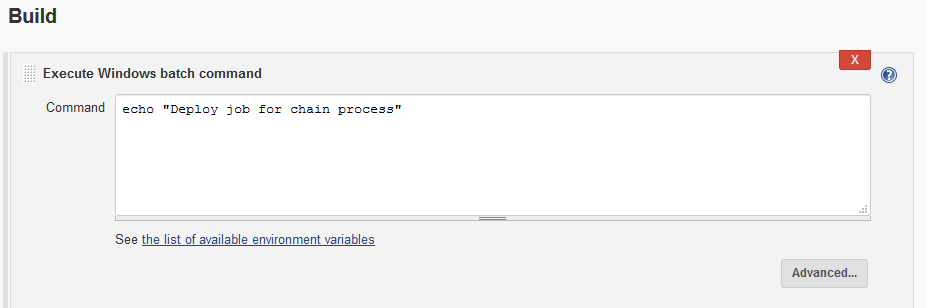 Build
X
Execute Windows batch command
?
Command
echo "Deploy job for chain process"
See the list of available environment variables
Advanced...